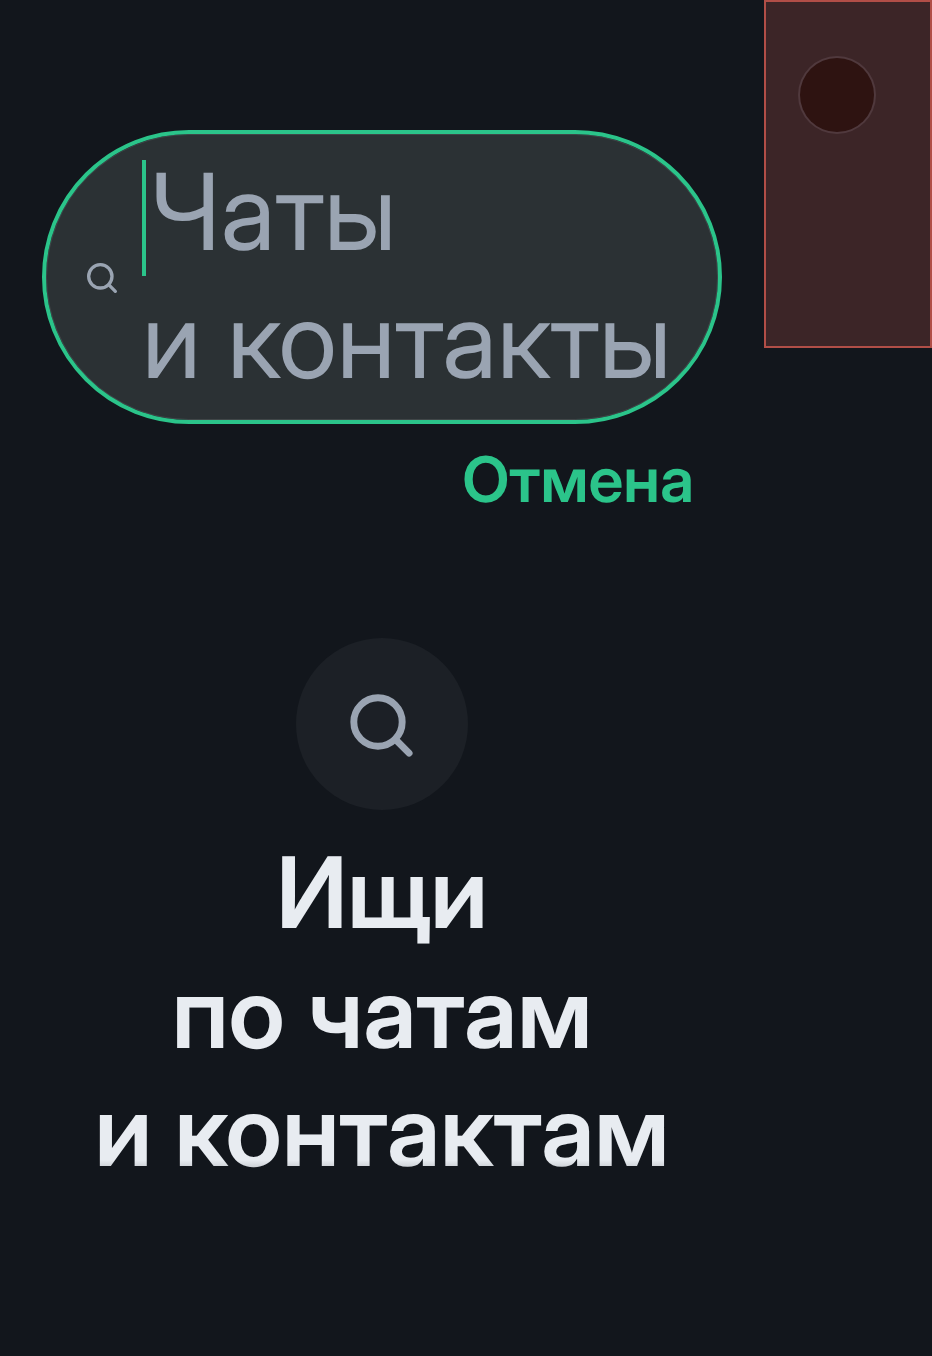 Чаты
и контакты
Отмена
Ищи
по чатам
и контактам